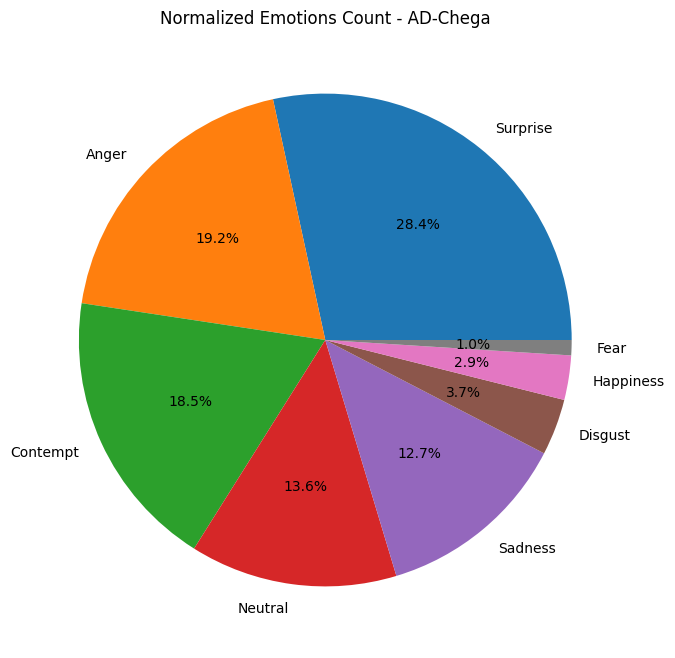 Normalized Emotions Count - AD-Chega
Surprise
28.4%
Anger
19.2%
Contempt
18.5%
Neutral
13.6%
Sadness
12.7%
Disgust
3.7%
Happiness
2.9%
Fear
1.0%